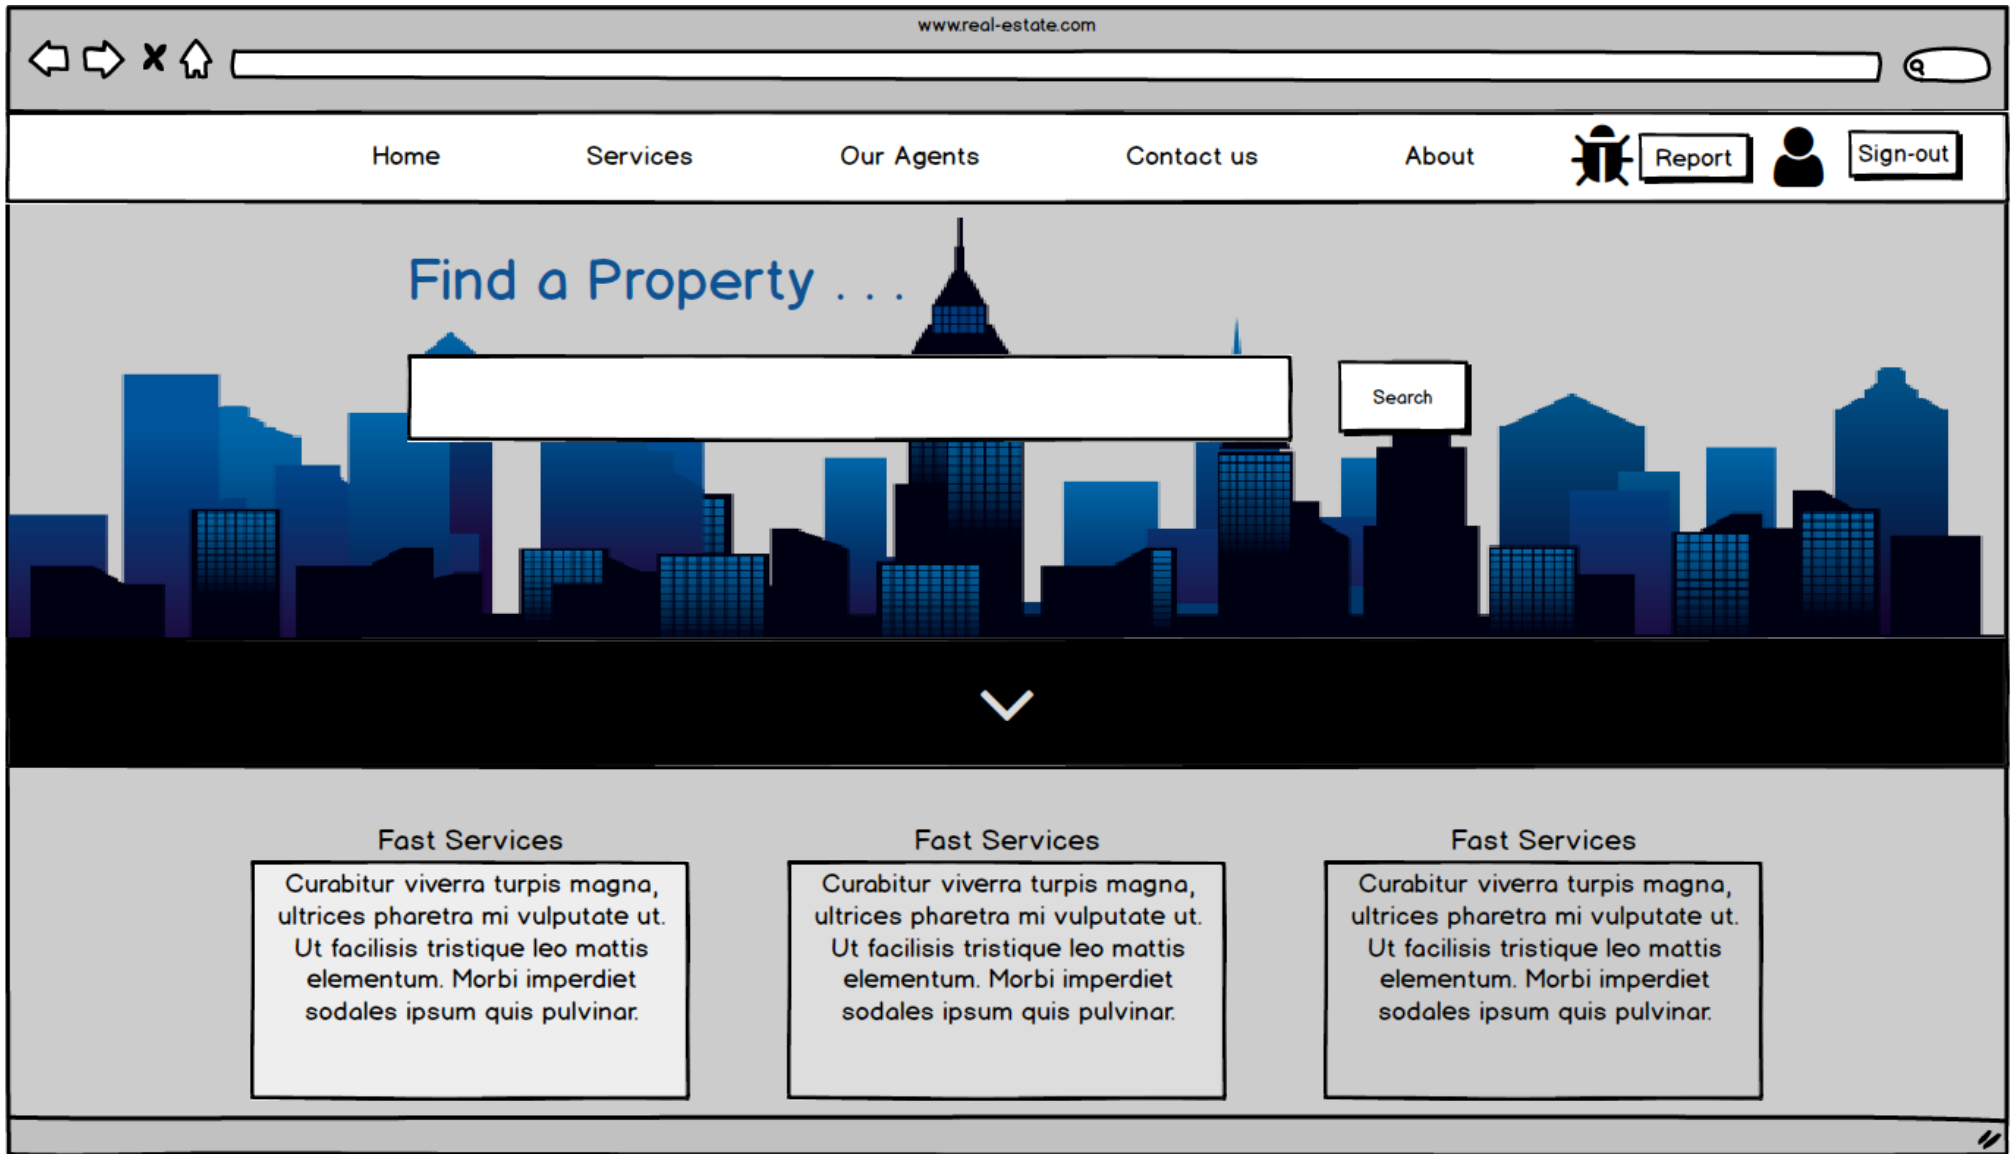 www.real-estate.com
Home Services Our Agents Contact us About Report Sign-out
Find a Property . . .
Search
Fast Services
Curabitur viverra turpis magna,
ultrices pharetra mi vulputate ut.
Ut facilisis tristique leo mattis
elementum. Morbi imperdiet
sodales ipsum quis pulvinar.
Fast Services
Curabitur viverra turpis magna,
ultrices pharetra mi vulputate ut.
Ut facilisis tristique leo mattis
elementum. Morbi imperdiet
sodales ipsum quis pulvinar.
Fast Services
Curabitur viverra turpis magna,
ultrices pharetra mi vulputate ut.
Ut facilisis tristique leo mattis
elementum. Morbi imperdiet
sodales ipsum quis pulvinar.